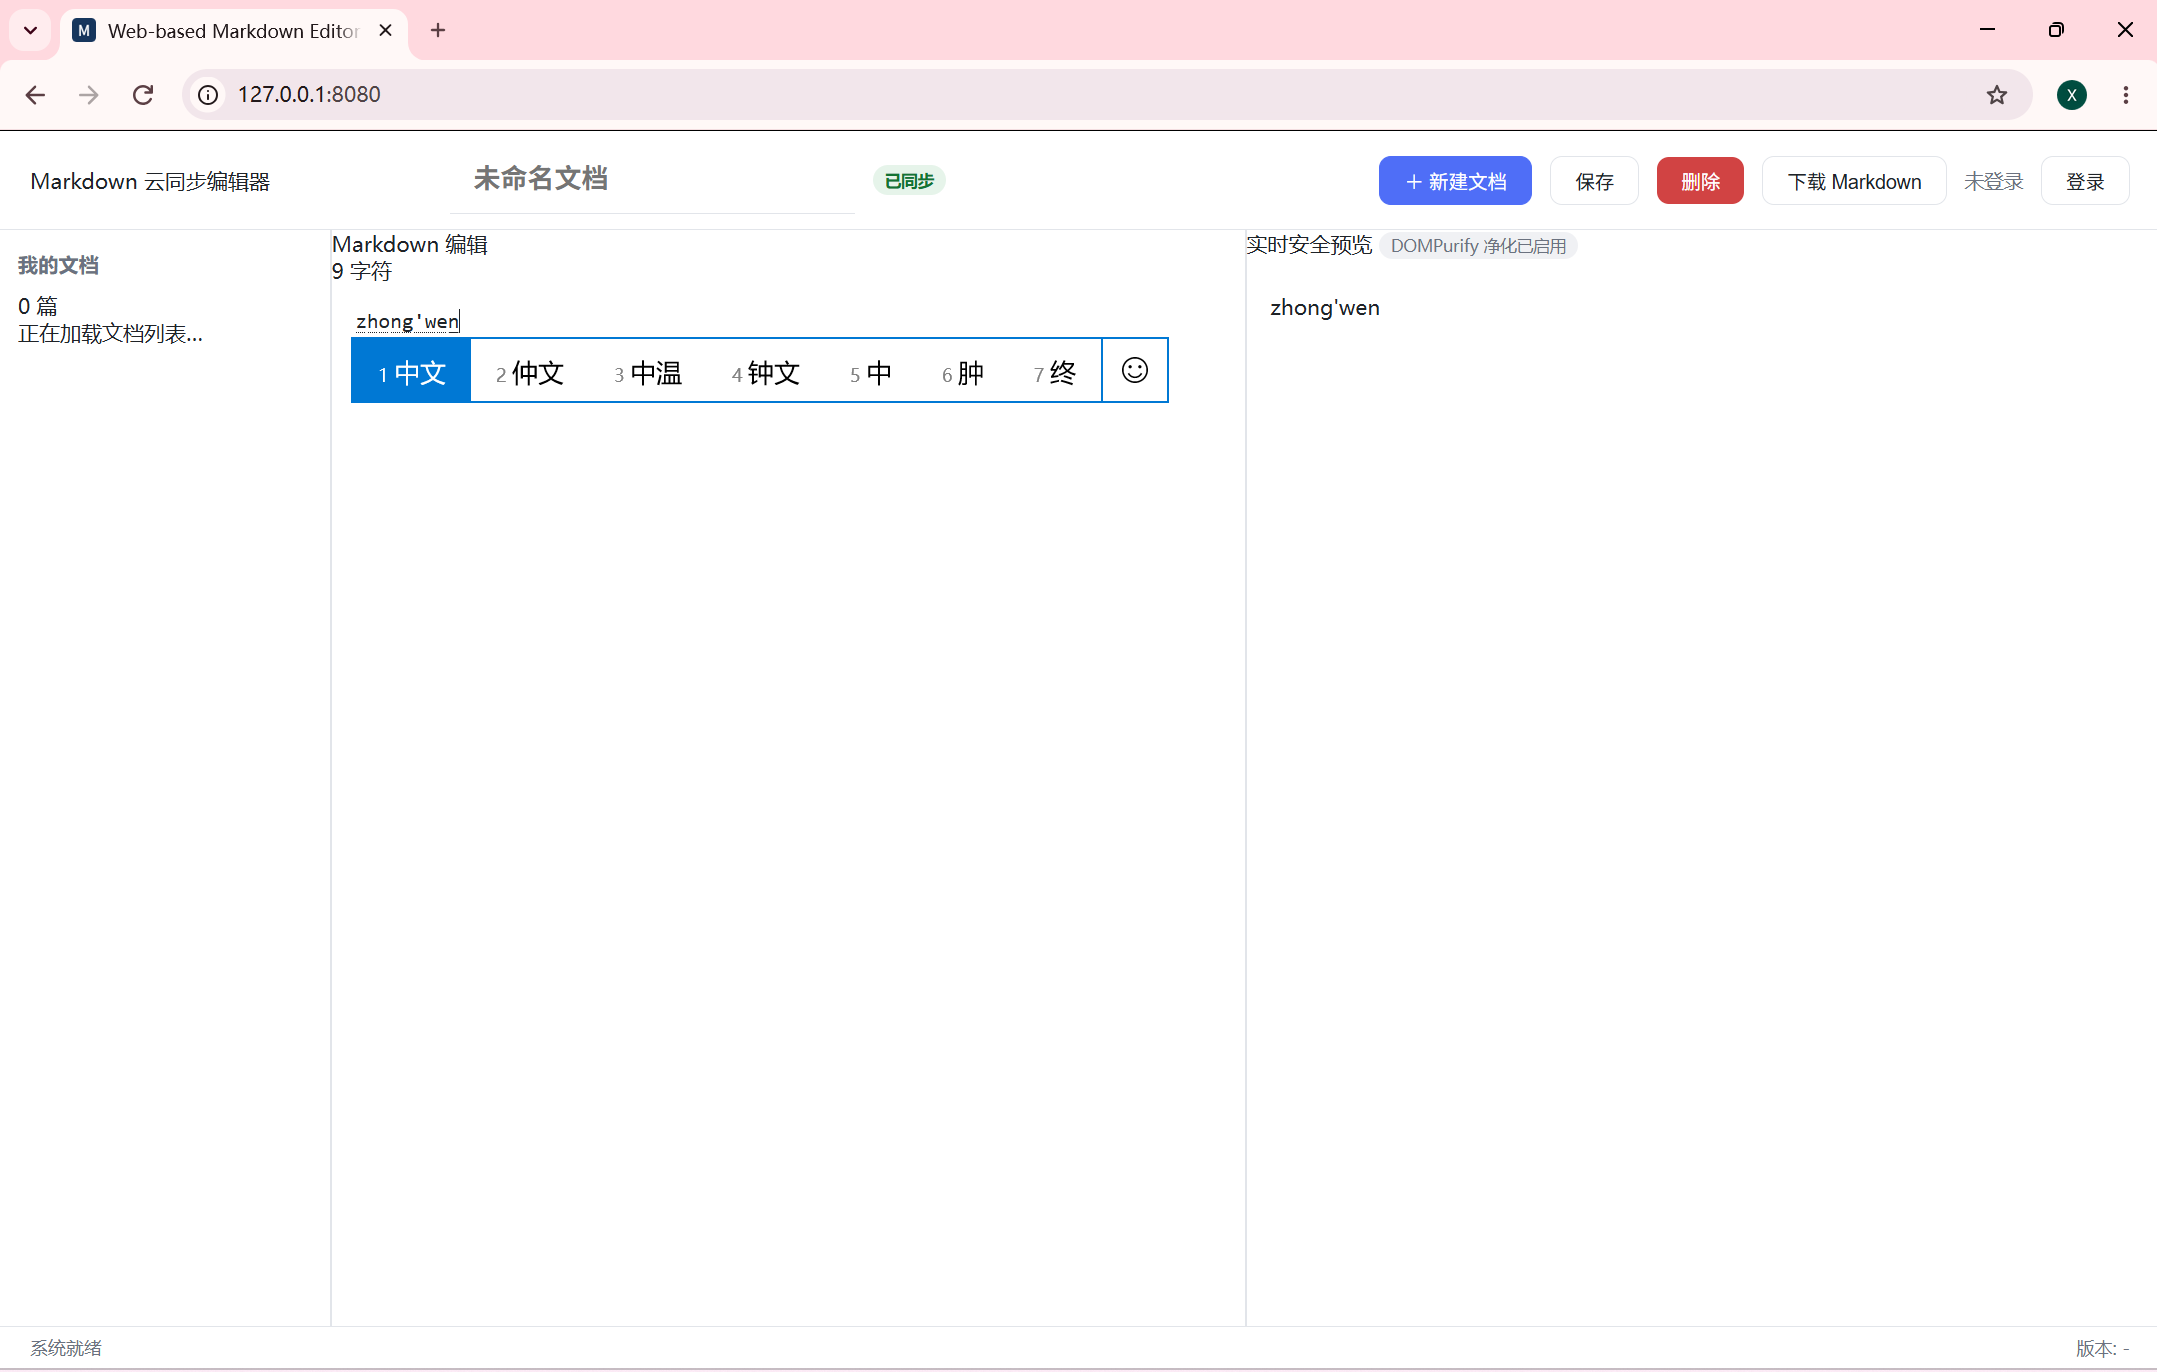 M Web-based Markdown Editor
127.0.0.1:8080
X
Markdown 云同步编辑器
未命名文档
已同步
+ 新建文档
保存
删除
下载 Markdown
未登录
登录
我的文档
0 篇
正在加载文档列表...
Markdown 编辑
9 字符
zhong'wen
1 中文 2 仲文 3 中温 4 钟文 5 中 6 肿 7 终
实时安全预览 DOMPurify 净化已启用
zhong'wen
系统就绪
版本: -